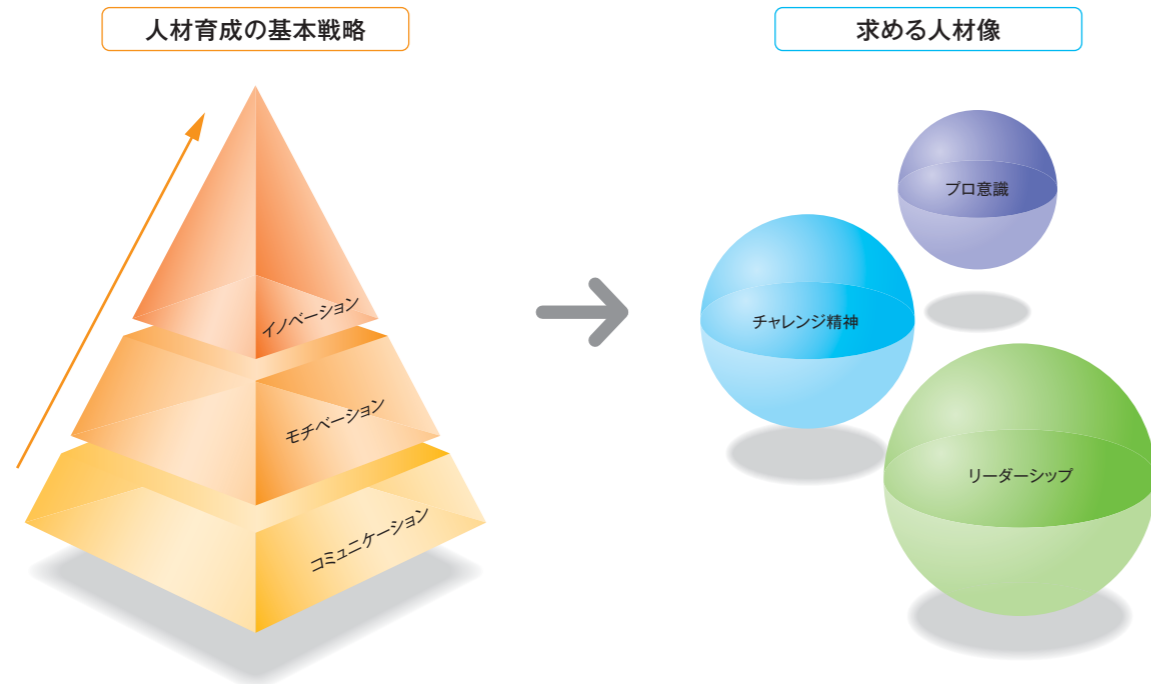 人材育成の基本戦略
イノベーション
モチベーション
コミュニケーション
求める人材像
プロ意識
チャレンジ精神
リーダーシップ